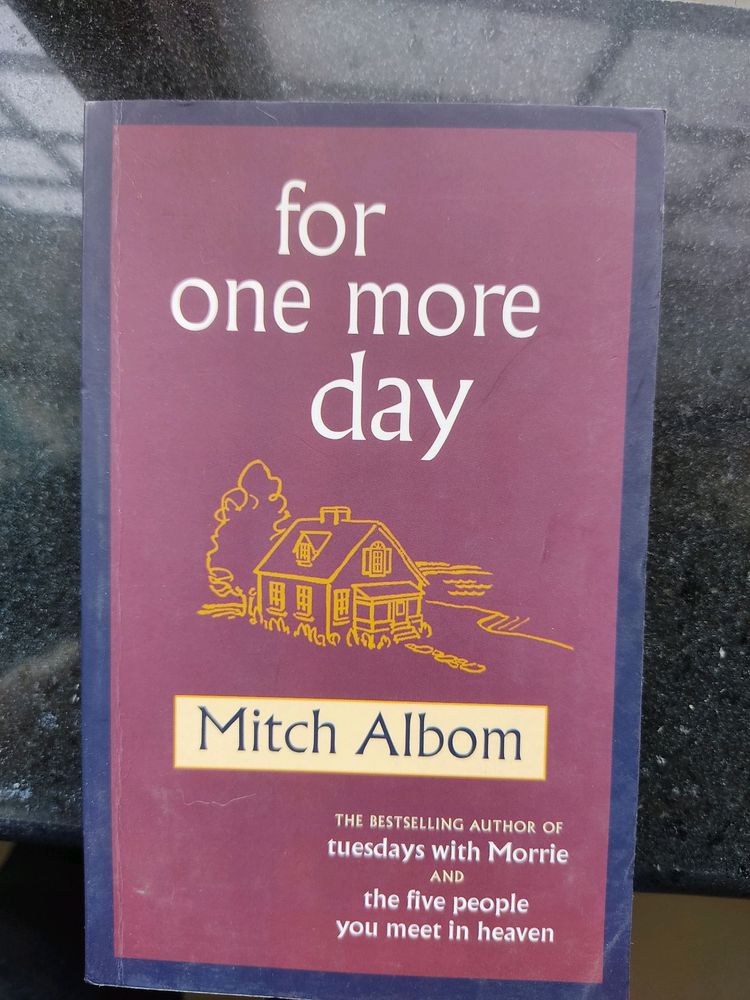 for
one more
day
Mitch Albom
THE BESTSELLING AUTHOR OF
tuesdays with Morrie
AND
the five people
you meet in heaven